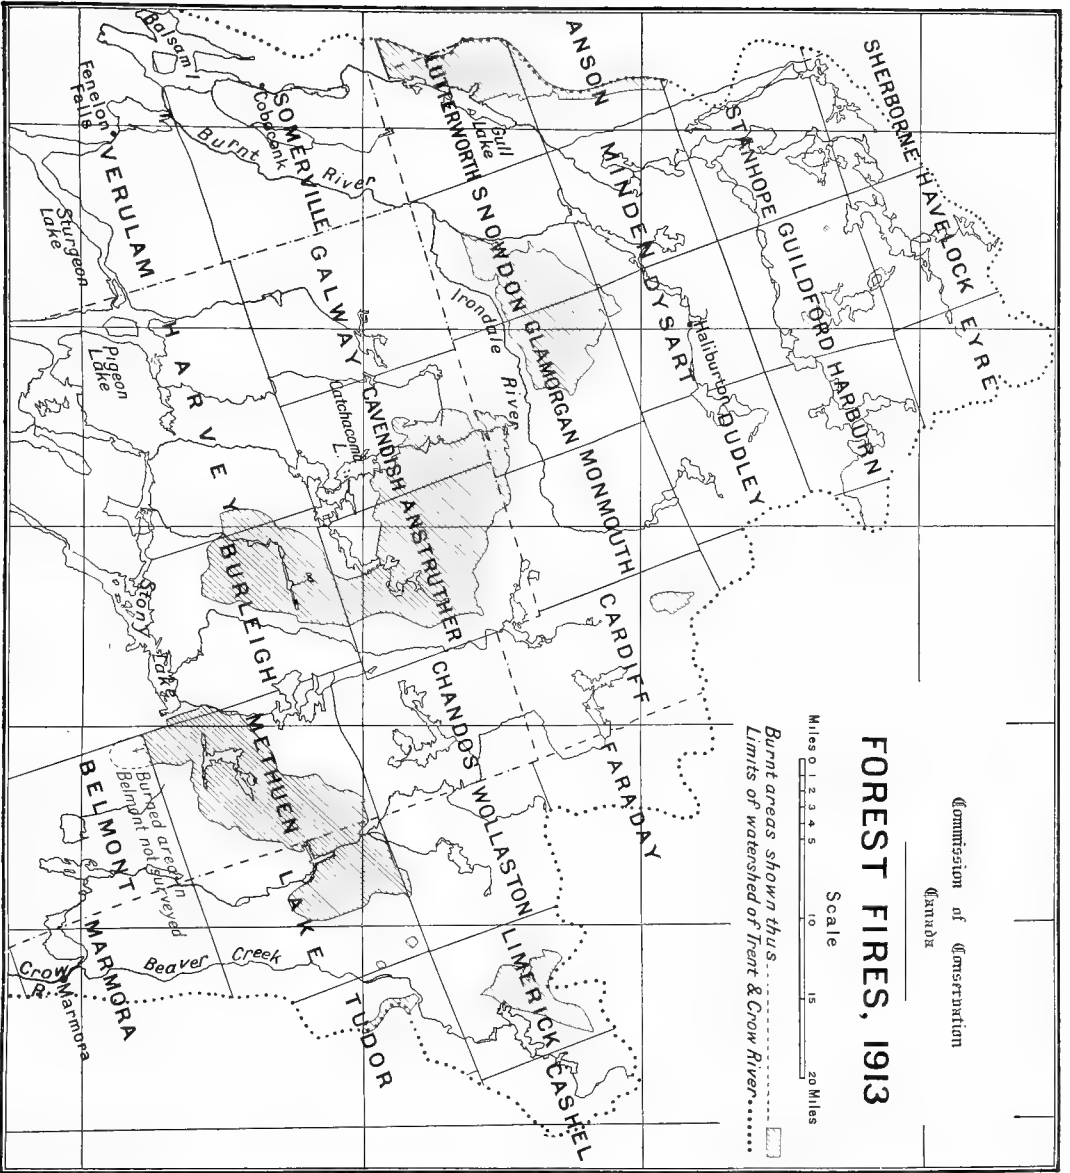 Commission of Conservation
Canada
FOREST FIRES, 1913
Scale
Miles 0 1 2 3 4 5 10 15 20 Miles
Burnt areas shown thus
Limits of watershed of Trent & Crow River
SHERBORNE
HAVELOCK
EYRE
ANSON
STANHOPE
GUILDFORD
HARBURN
MINDEN
DYSART
Haliburton
DUDLEY
LUTTERWORTH
Gull
Lake
SNOWDON
GLAMORGAN
MONMOUTH
CARDIFF
FARADAY
Irondale
River
Balsam L
SOMERVILLE
Coboconk
Burnt
River
GALWAY
CAVENDISH
Catchacoma
L.
ANSTRUTHER
CHANDOS
WOLLASTON
LIMERICK
CASHEL
Fenelon
Falls
VERULAM
Sturgeon
Lake
HARVEY
Pigeon
Lake
BURLEIGH
Stony
Lake
METHUEN
LAKE
TUDOR
BELMONT
Burged area in
Belmont not surveyed
MARMORA
Beaver Creek
Crow
R.
Marmora